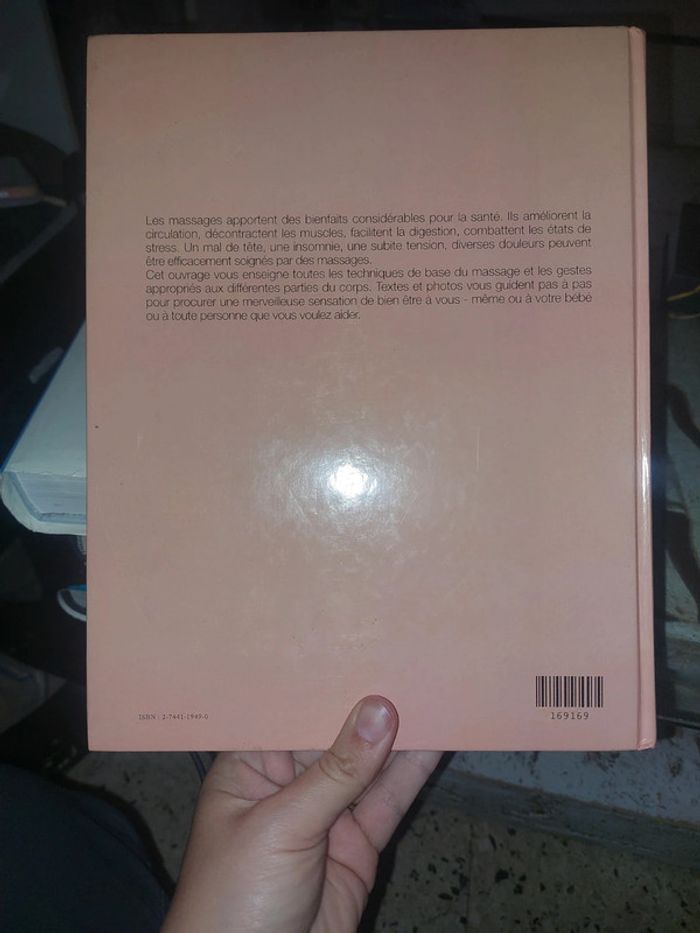 Les massages apportent des bienfaits considérables pour la santé. Ils améliorent la
circulation, décontractent les muscles, facilitent la digestion, combattent les états de
stress. Un mal de tête, une insomnie, une subite tension, diverses douleurs peuvent
être efficacement soignés par des massages.
Cet ouvrage vous enseigne toutes les techniques de base du massage et les gestes
appropriés aux différentes parties du corps. Textes et photos vous guident pas à pas
pour procurer une merveilleuse sensation de bien être à vous - même ou à votre bébé
ou à toute personne que vous voulez aider.
ISBN : 2-7441-1949-0
169169